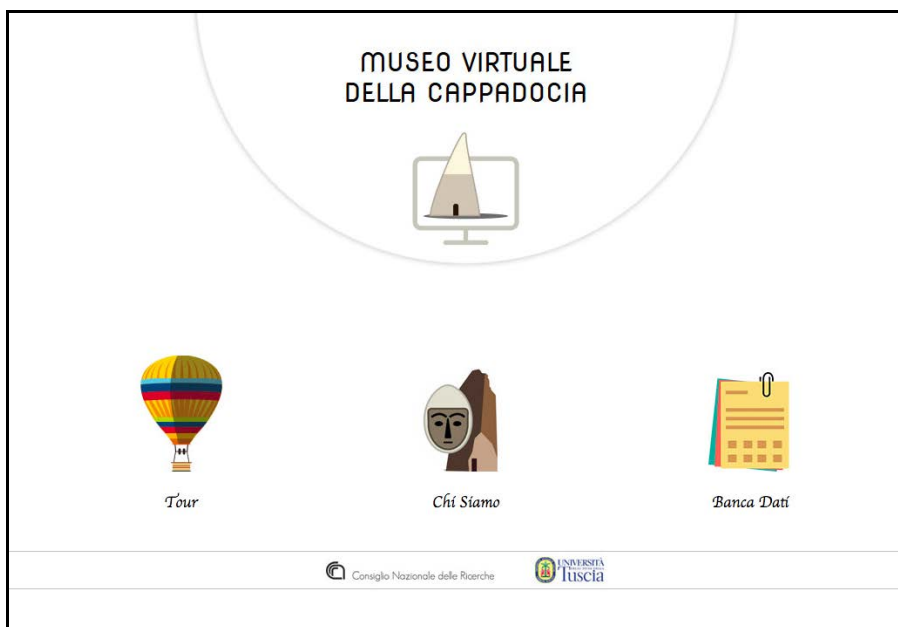 MUSEO VIRTUALE
DELLA CAPPADOCIA
Tour
Chi Siamo
Banca Dati
Consiglio Nazionale delle Ricerche
UNIVERSITÀ
Tuscia